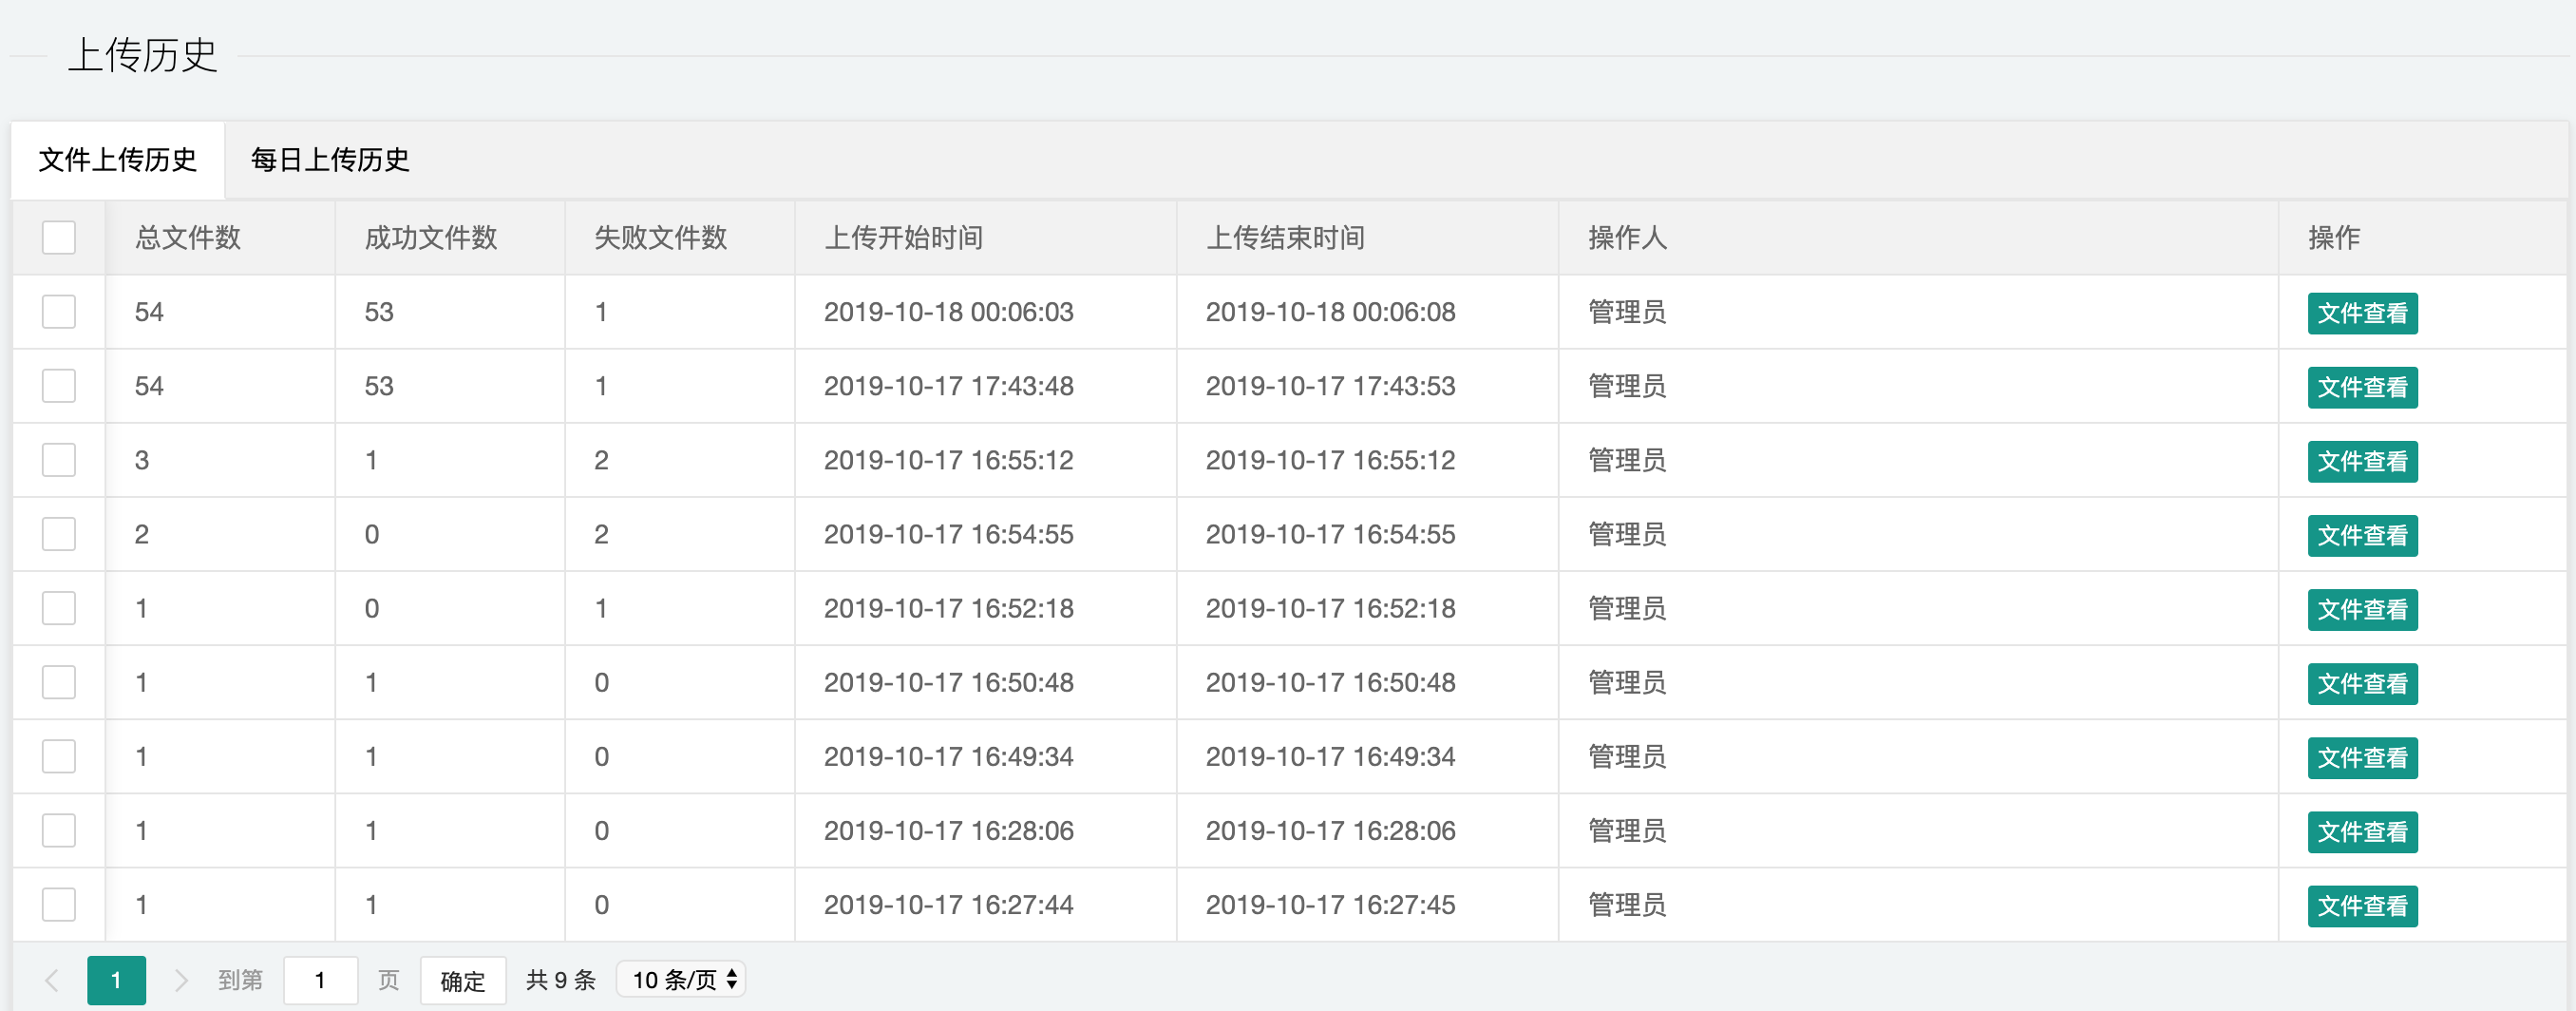 上传历史
文件上传历史 每日上传历史
总文件数 成功文件数 失败文件数 上传开始时间 上传结束时间 操作人 操作
54 53 1 2019-10-18 00:06:03 2019-10-18 00:06:08 管理员 文件查看
54 53 1 2019-10-17 17:43:48 2019-10-17 17:43:53 管理员 文件查看
3 1 2 2019-10-17 16:55:12 2019-10-17 16:55:12 管理员 文件查看
2 0 2 2019-10-17 16:54:55 2019-10-17 16:54:55 管理员 文件查看
1 0 1 2019-10-17 16:52:18 2019-10-17 16:52:18 管理员 文件查看
1 1 0 2019-10-17 16:50:48 2019-10-17 16:50:48 管理员 文件查看
1 1 0 2019-10-17 16:49:34 2019-10-17 16:49:34 管理员 文件查看
1 1 0 2019-10-17 16:28:06 2019-10-17 16:28:06 管理员 文件查看
1 1 0 2019-10-17 16:27:44 2019-10-17 16:27:45 管理员 文件查看
1 到第 1 页 确定 共 9 条 10 条/页